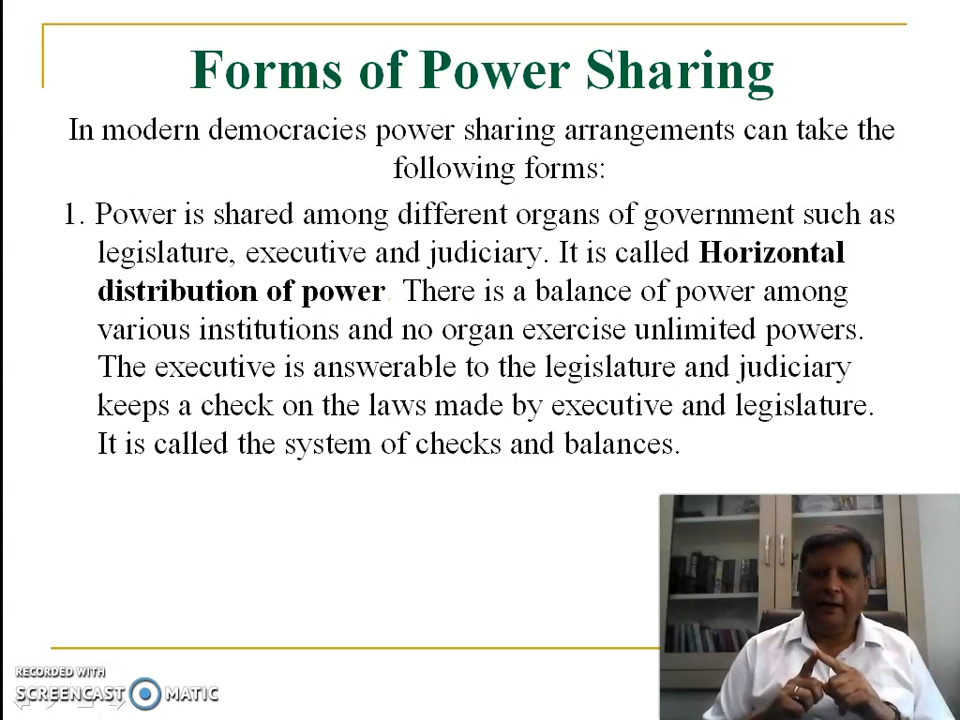 Forms of Power Sharing
In modern democracies power sharing arrangements can take the
following forms:
1. Power is shared among different organs of government such as
legislature, executive and judiciary. It is called Horizontal
distribution of power. There is a balance of power among
various institutions and no organ exercise unlimited powers.
The executive is answerable to the legislature and judiciary
keeps a check on the laws made by executive and legislature.
It is called the system of checks and balances.
RECORDED WITH
SCREENCAST MATIC